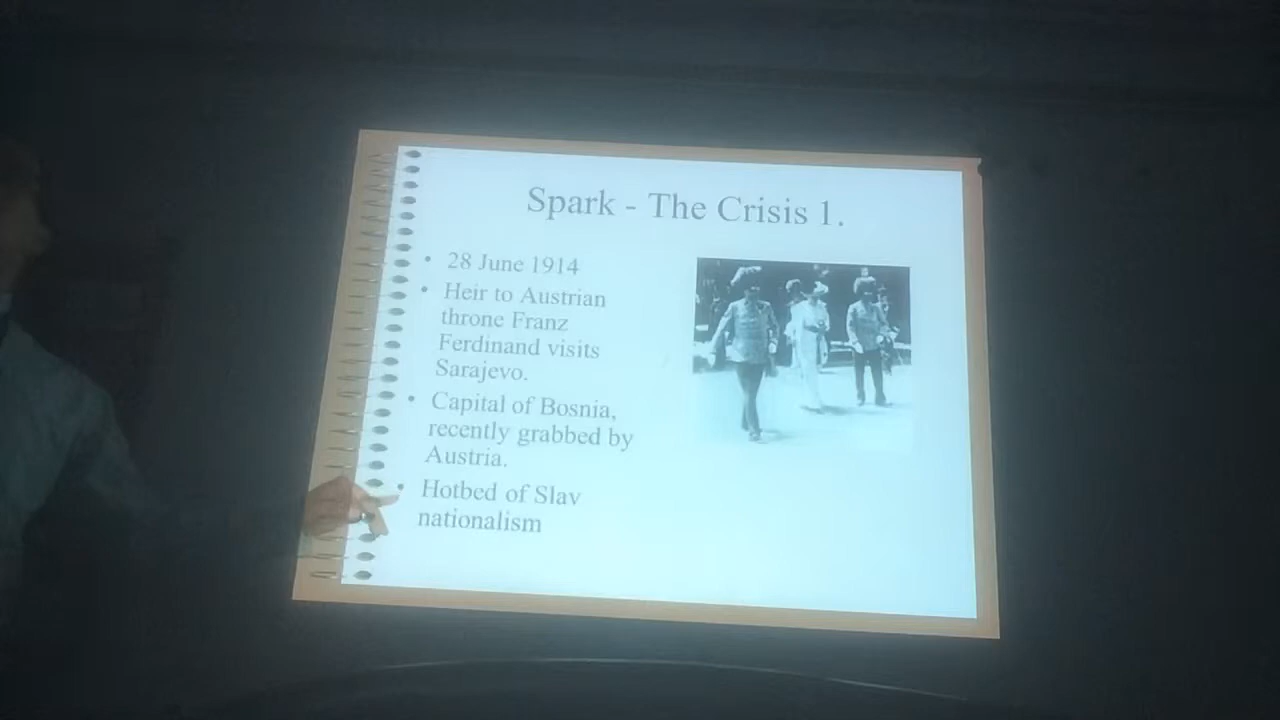 Spark - The Crisis 1.
• 28 June 1914
• Heir to Austrian
throne Franz
Ferdinand visits
Sarajevo.
• Capital of Bosnia,
recently grabbed by
Austria.
• Hotbed of Slav
nationalism